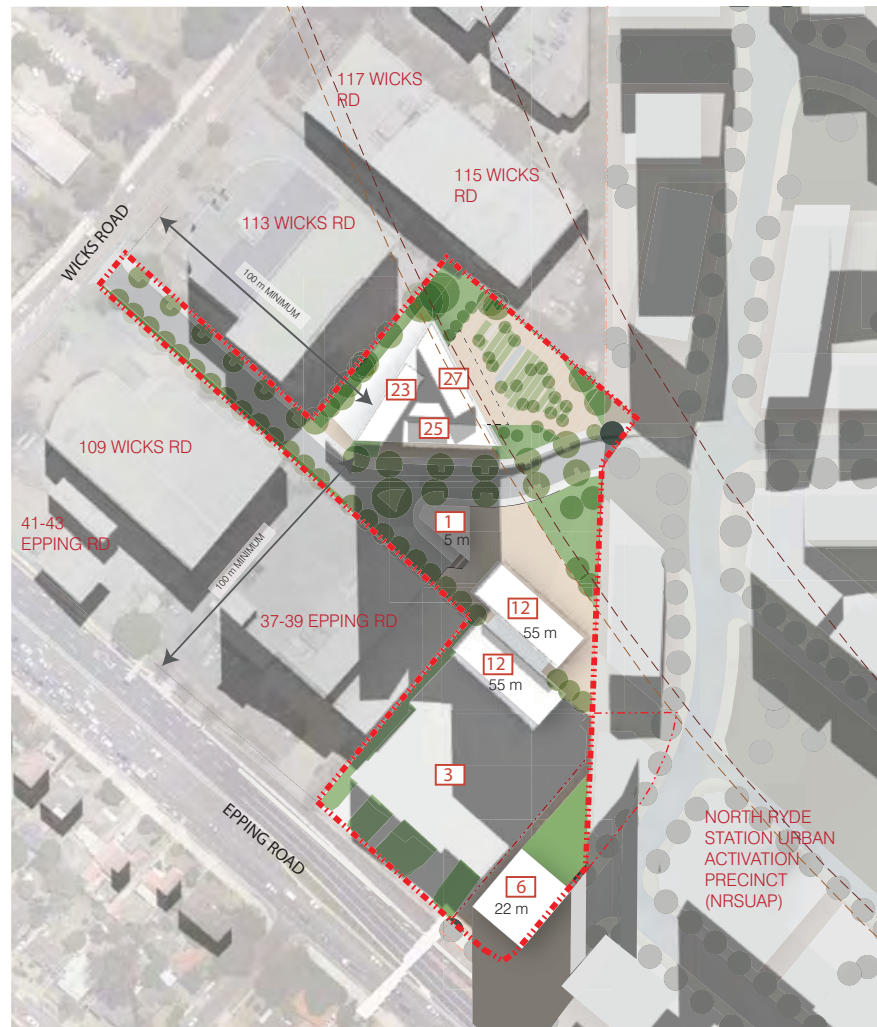 117 WICKS
RD
115 WICKS
RD
113 WICKS RD
WICKS ROAD
100 m MINIMUM
27
23
25
109 WICKS RD
1
5 m
41-43
EPPING RD
100 m MINIMUM
37-39 EPPING RD
12
55 m
12
55 m
3
EPPING ROAD
NORTH RYDE
STATION URBAN
ACTIVATION
PRECINCT
(NRSUAP)
6
22 m